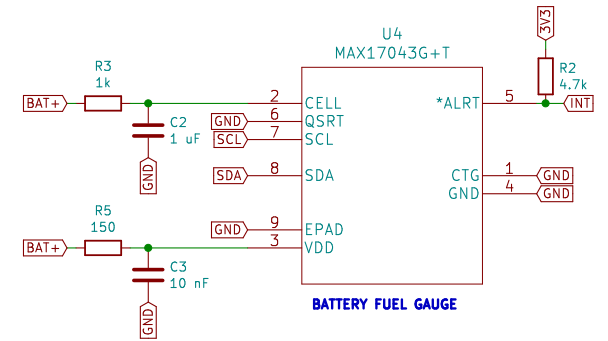 3V3
U4
MAX17043G+T
R3
1k
R2
4.7k
BAT+
2
CELL
*ALRT
5
INT
GND
6
QSRT
C2
1 uF
SCL
7
SCL
GND
SDA
8
SDA
CTG
1
GND
GND
4
GND
R5
150
GND
9
EPAD
BAT+
3
VDD
C3
10 nF
GND
BATTERY FUEL GAUGE